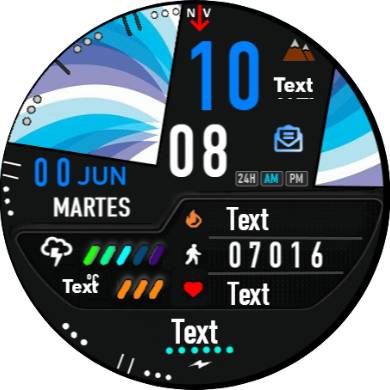 N V
10
Text
08
24H AM PM
00 JUN
MARTES
Text
07016
°F
Text
Text
Text